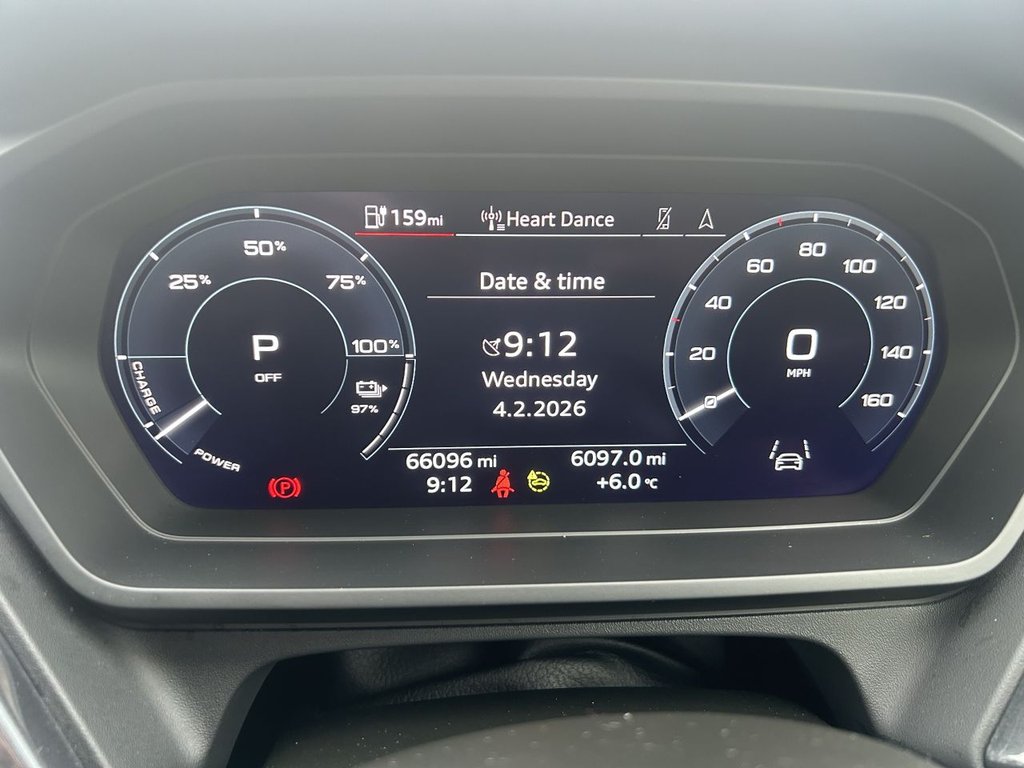 159mi Heart Dance
Date & time
9:12
Wednesday
4.2.2026
25%
50%
75%
100%
P
OFF
CHARGE
POWER
97%
0
20
40
60
80
100
120
140
160
0
MPH
66096 mi
9:12
6097.0 mi
+6.0 °C
P